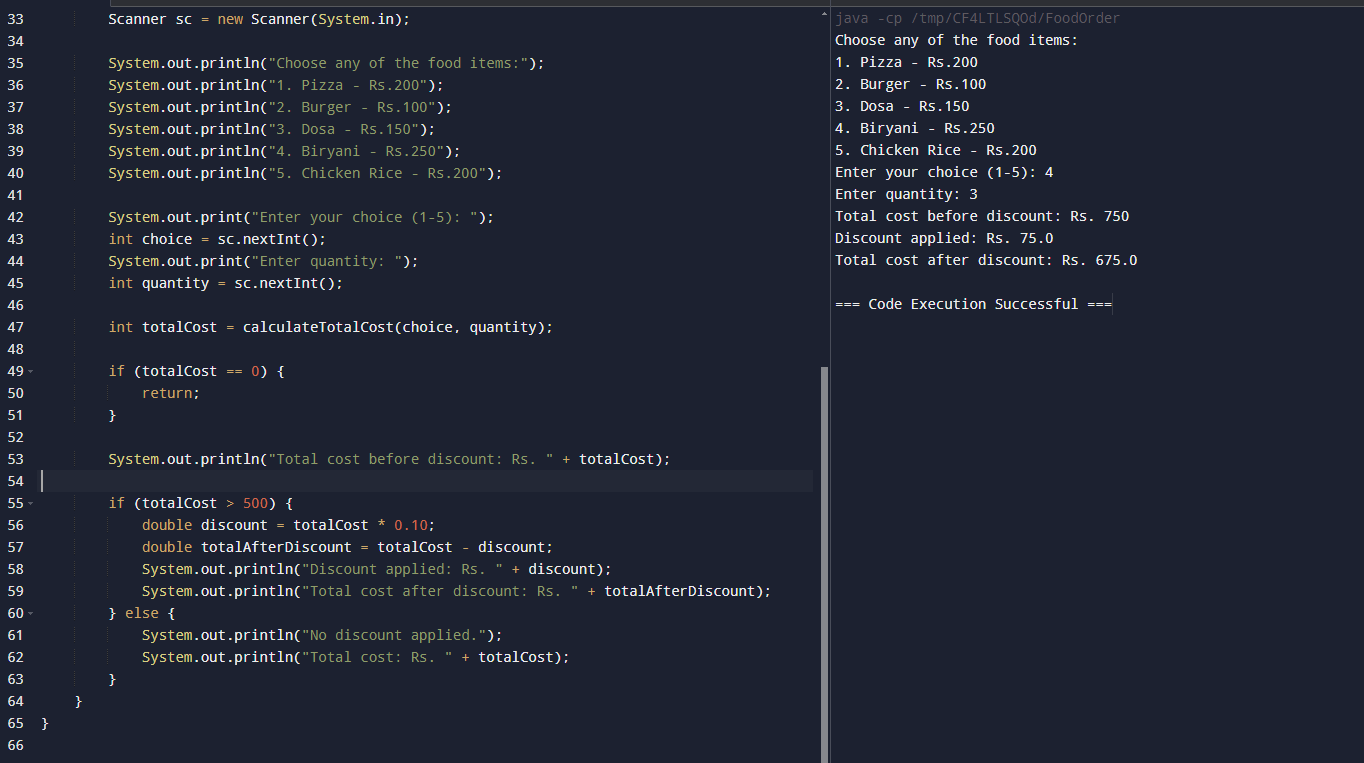 33 Scanner sc = new Scanner(System.in);
34
35 System.out.println("Choose any of the food items:");
36 System.out.println("1. Pizza - Rs.200");
37 System.out.println("2. Burger - Rs.100");
38 System.out.println("3. Dosa - Rs.150");
39 System.out.println("4. Biryani - Rs.250");
40 System.out.println("5. Chicken Rice - Rs.200");
41
42 System.out.print("Enter your choice (1-5): ");
43 int choice = sc.nextInt();
44 System.out.print("Enter quantity: ");
45 int quantity = sc.nextInt();
46
47 int totalCost = calculateTotalCost(choice, quantity);
48
49 if (totalCost == 0) {
50 return;
51 }
52
53 System.out.println("Total cost before discount: Rs. " + totalCost);
54
55 if (totalCost > 500) {
56 double discount = totalCost * 0.10;
57 double totalAfterDiscount = totalCost - discount;
58 System.out.println("Discount applied: Rs. " + discount);
59 System.out.println("Total cost after discount: Rs. " + totalAfterDiscount);
60 } else {
61 System.out.println("No discount applied.");
62 System.out.println("Total cost: Rs. " + totalCost);
63 }
64 }
65 }
66
java -cp /tmp/CF4LTLSQOd/FoodOrder
Choose any of the food items:
1. Pizza - Rs.200
2. Burger - Rs.100
3. Dosa - Rs.150
4. Biryani - Rs.250
5. Chicken Rice - Rs.200
Enter your choice (1-5): 4
Enter quantity: 3
Total cost before discount: Rs. 750
Discount applied: Rs. 75.0
Total cost after discount: Rs. 675.0
=== Code Execution Successful ===